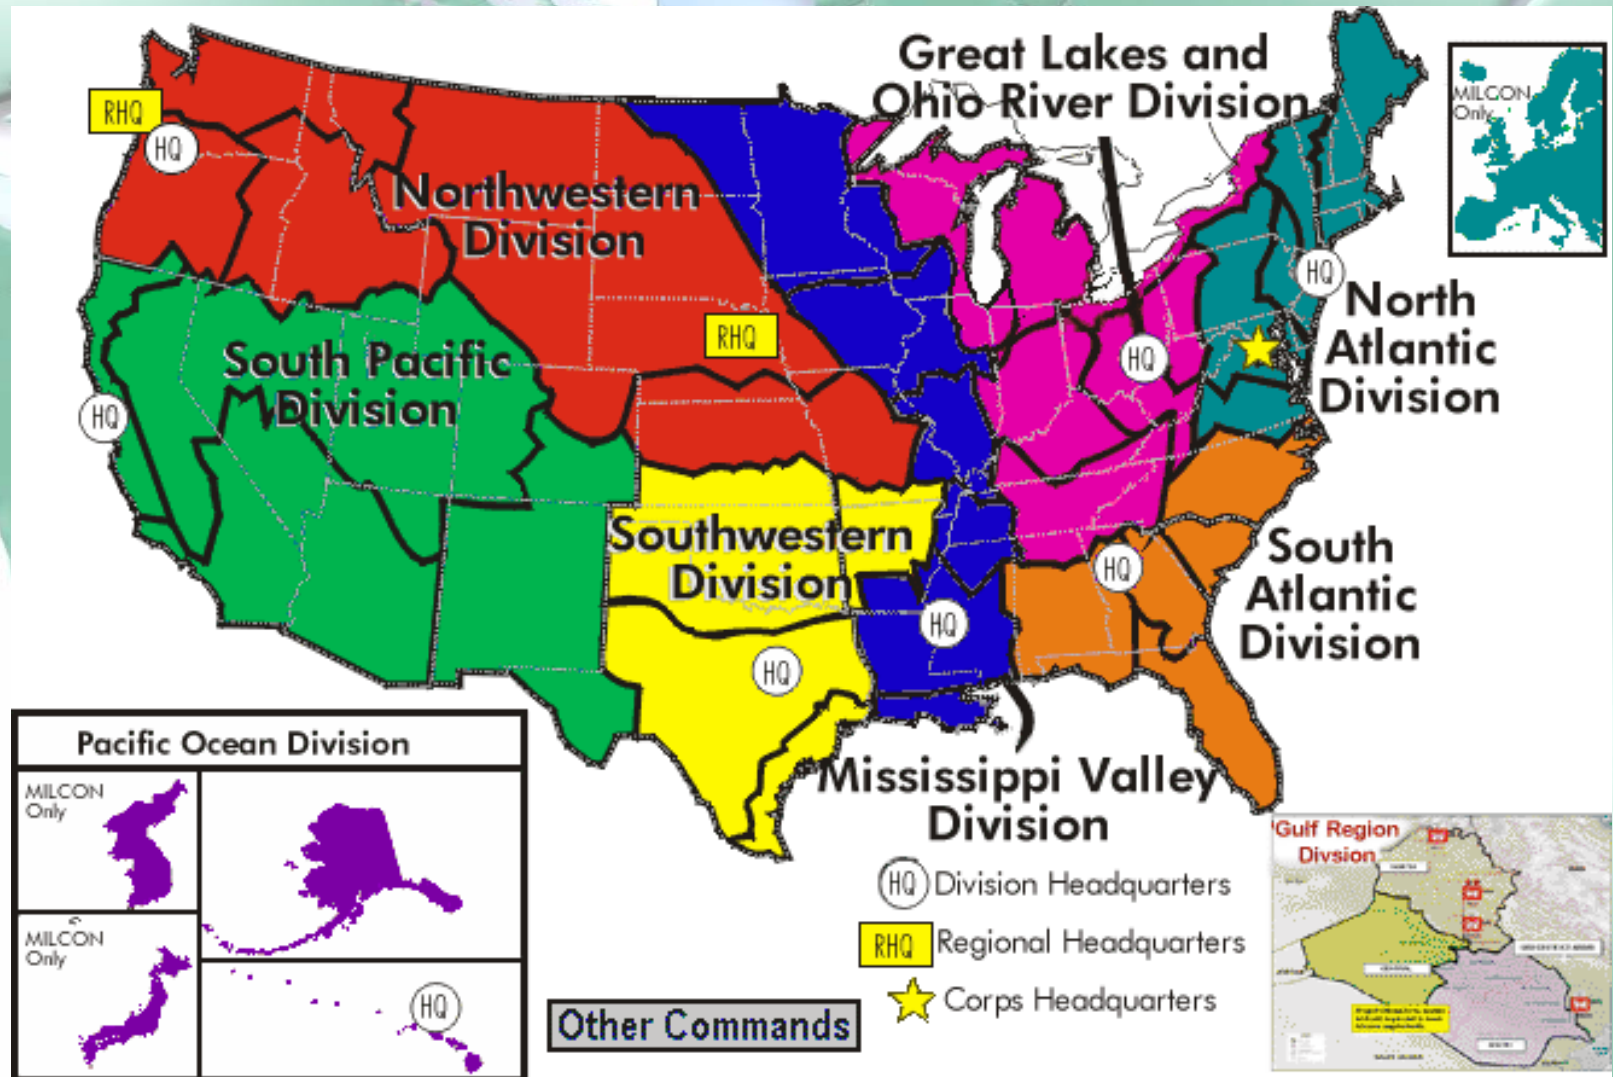 Great Lakes and
Ohio River Division
MILCON
Only
RHQ
HQ
Northwestern
Division
HQ
North
Atlantic
Division
RHQ
HQ
South Pacific
Division
HQ
Southwestern
Division
HQ
South
Atlantic
Division
HQ
HQ
Mississippi Valley
Division
Pacific Ocean Division
MILCON
Only
MILCON
Only
HQ
HQ Division Headquarters
RHQ Regional Headquarters
Corps Headquarters
Other Commands
Gulf Region
Divsion